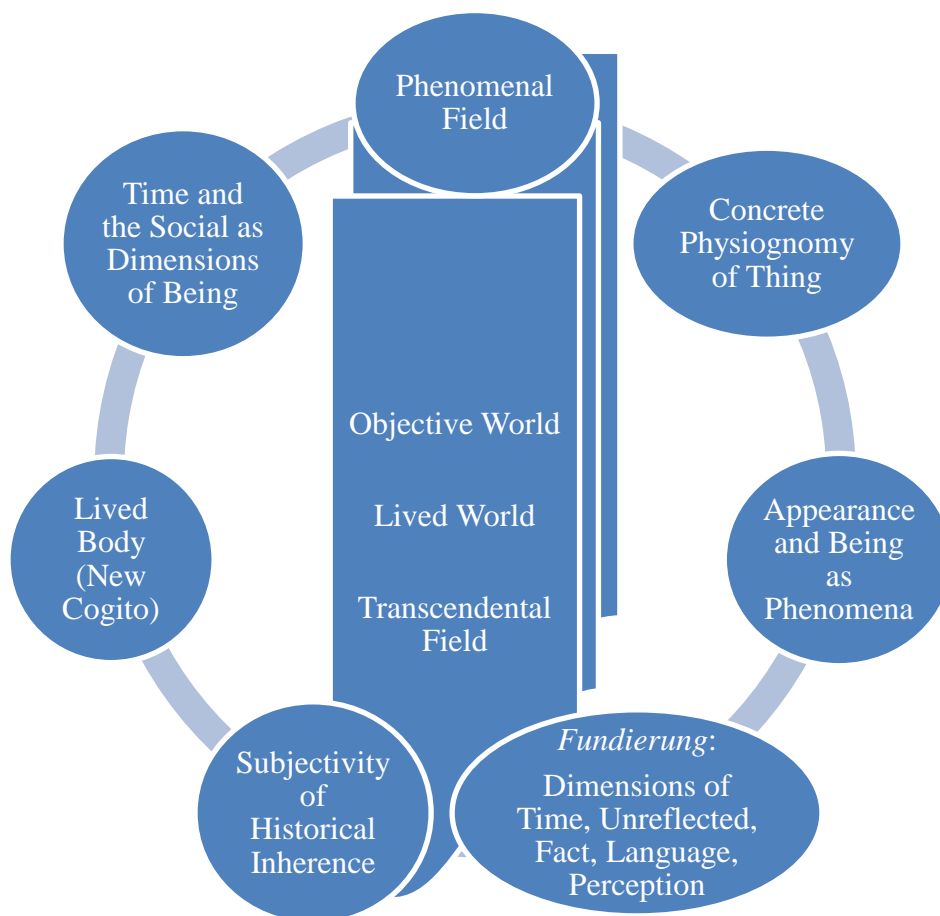 Phenomenal
Field
Concrete
Physiognomy
of Thing
Appearance
and Being
as
Phenomena
Fundierung:
Dimensions of
Time, Unreflected,
Fact, Language,
Perception
Subjectivity
of
Historical
Inherence
Lived
Body
(New
Cogito)
Time and
the Social as
Dimensions
of Being
Objective World
Lived World
Transcendental
Field